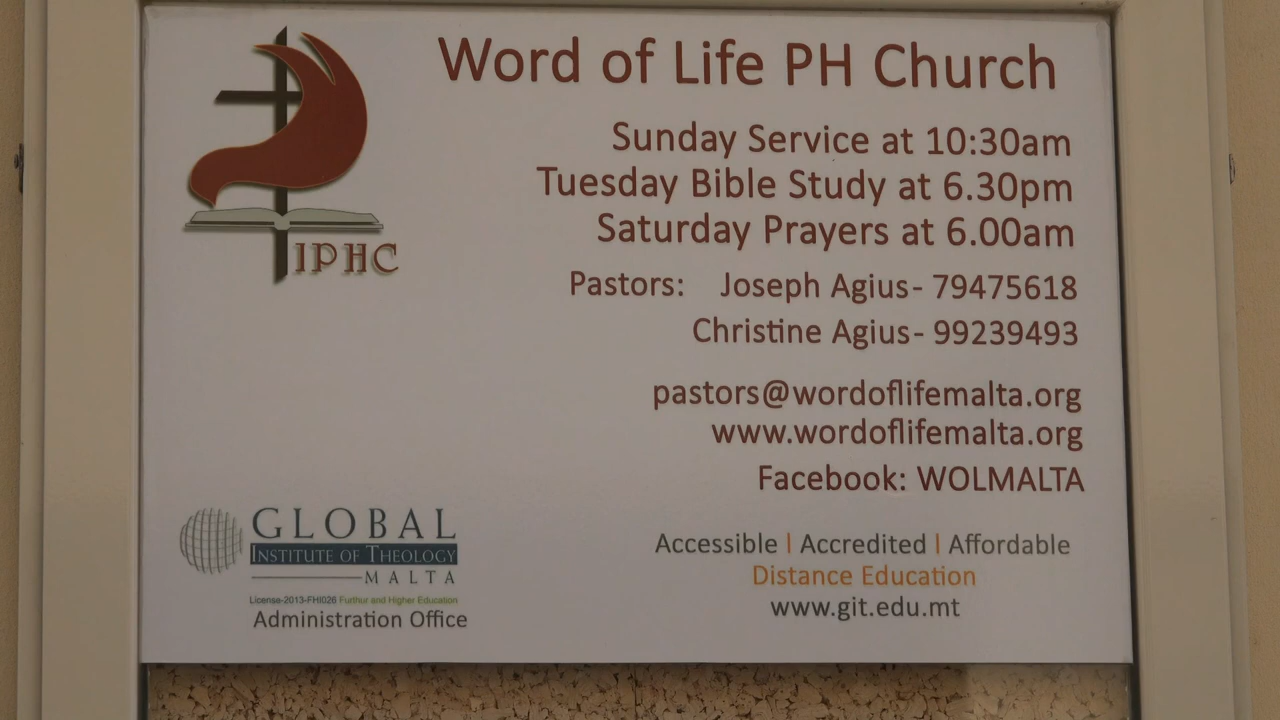 Word of Life PH Church
Sunday Service at 10:30am
Tuesday Bible Study at 6.30pm
Saturday Prayers at 6.00am
IPHC
Pastors: Joseph Agius- 79475618
Christine Agius- 99239493
pastors@wordoflifemalta.org
www.wordoflifemalta.org
Facebook: WOLMALTA
GLOBAL
INSTITUTE OF THEOLOGY
MALTA
License-2013-FHI026 Furthur and Higher Education
Administration Office
Accessible | Accredited | Affordable
Distance Education
www.git.edu.mt